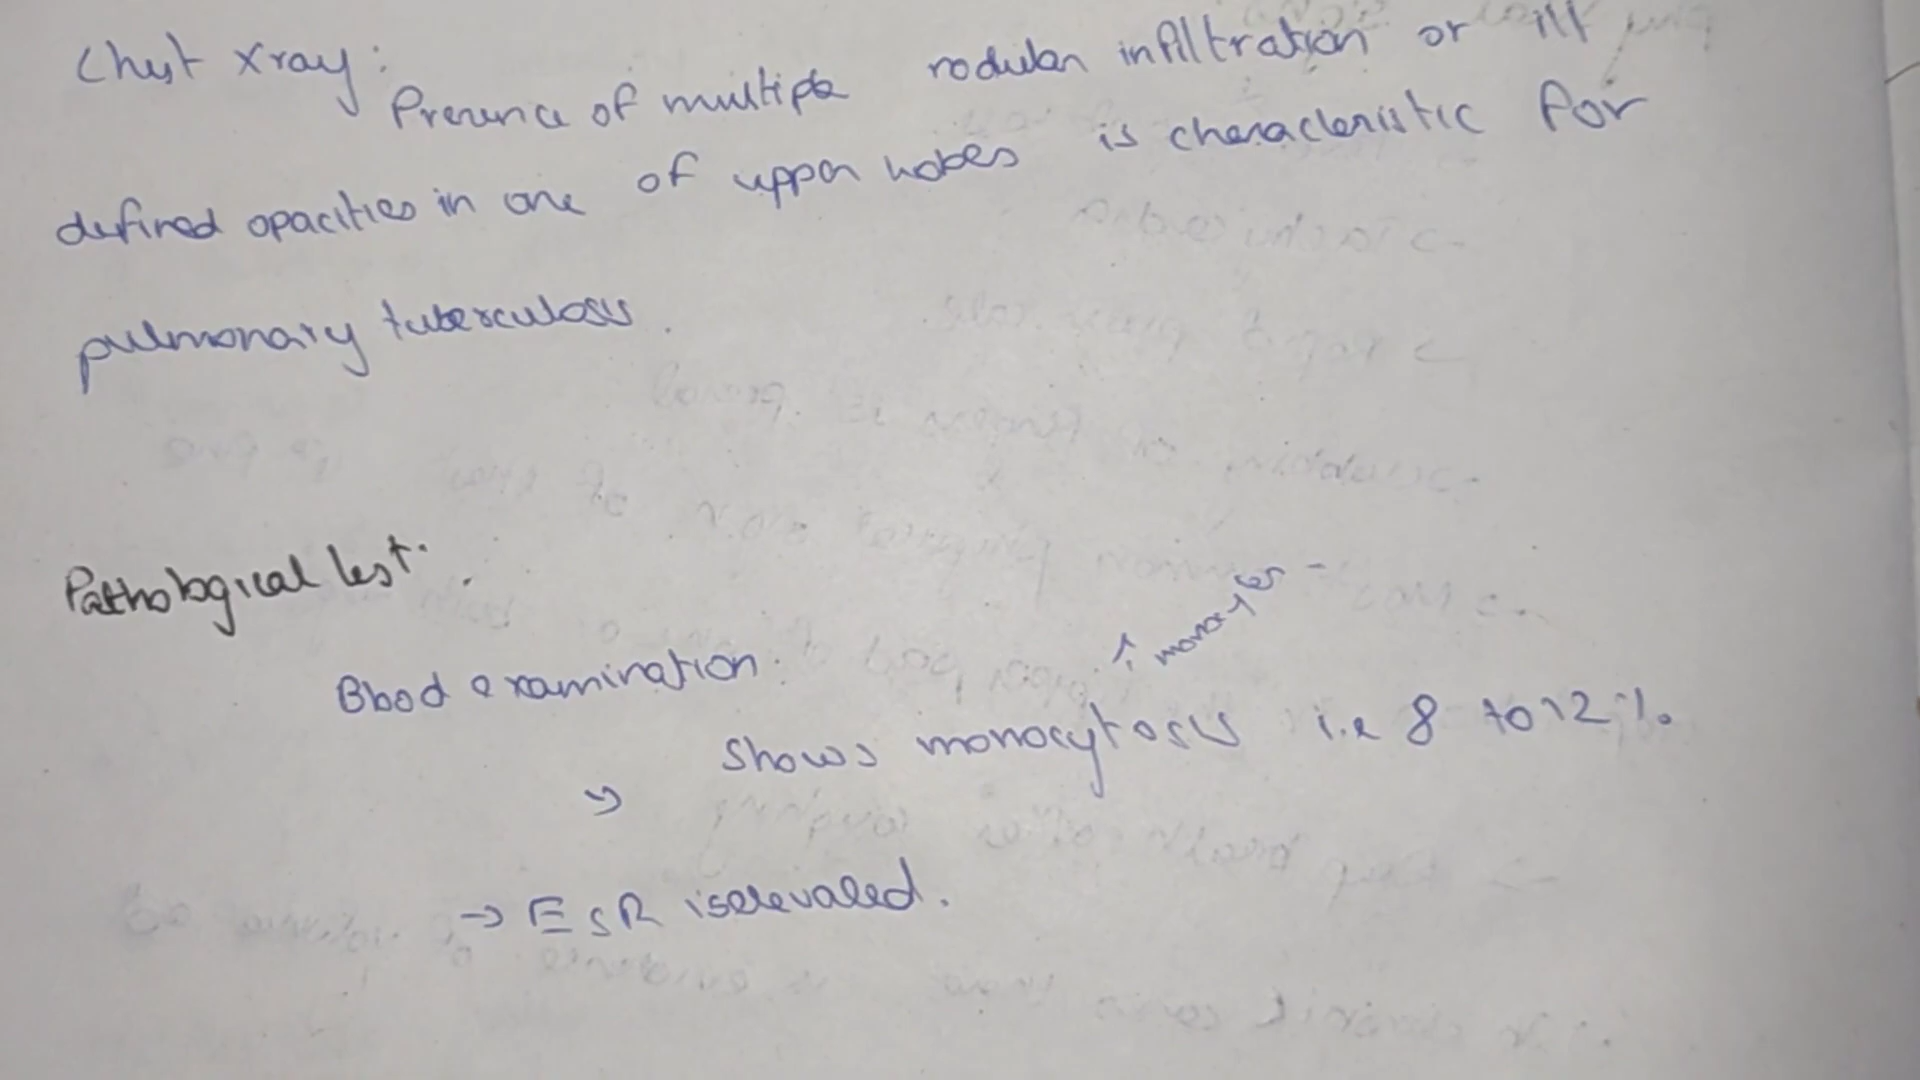 Chest xray:
Presence of multiple nodular infiltration or ill
defined opacities in one of upper lobes is characteristic for
pulmonary tuberculosis.
Pathological test:
Blood examination:
↑ monocytes -
shows monocytosis i.e 8 to 12 %.
→ ESR is elevated.